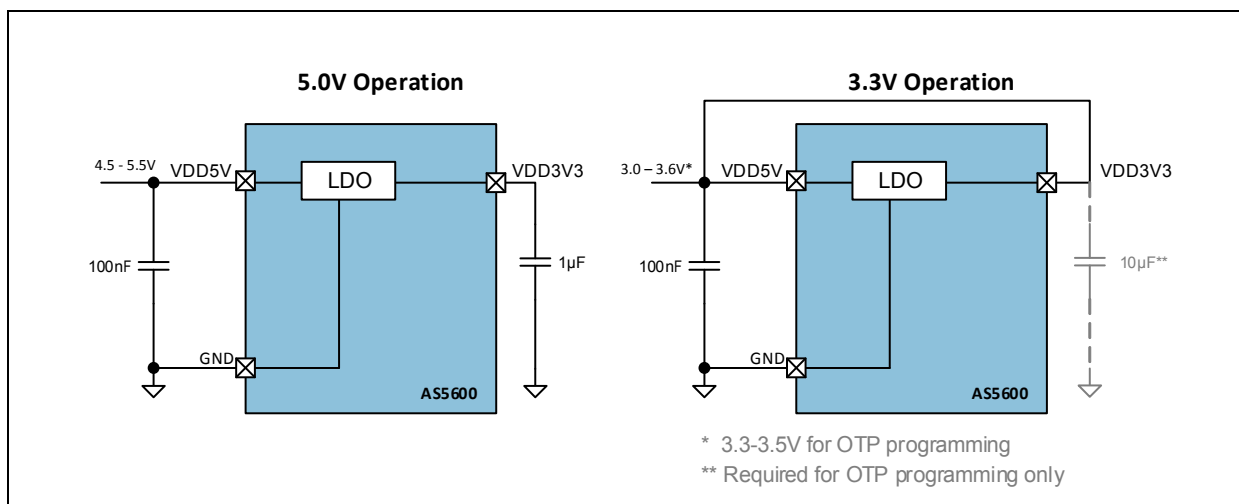 5.0V Operation
4.5 - 5.5V
VDD5V
LDO
VDD3V3
100nF
1µF
GND
AS5600
3.3V Operation
3.0 – 3.6V*
VDD5V
LDO
VDD3V3
100nF
10µF**
GND
AS5600
* 3.3-3.5V for OTP programming
** Required for OTP programming only